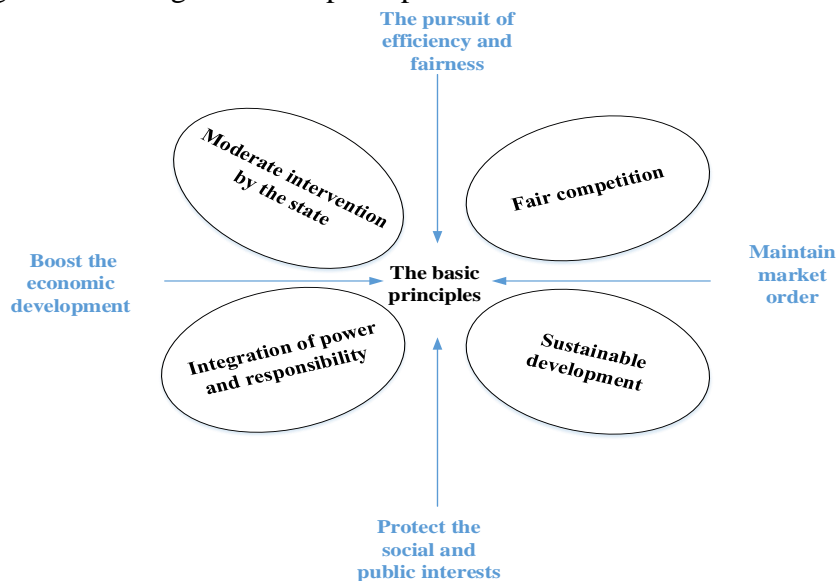 The pursuit of
efficiency and
fairness
Moderate intervention
by the state
Fair competition
Boost the
economic
development
The basic
principles
Maintain
market
order
Integration of power
and responsibility
Sustainable
development
Protect the
social and
public interests